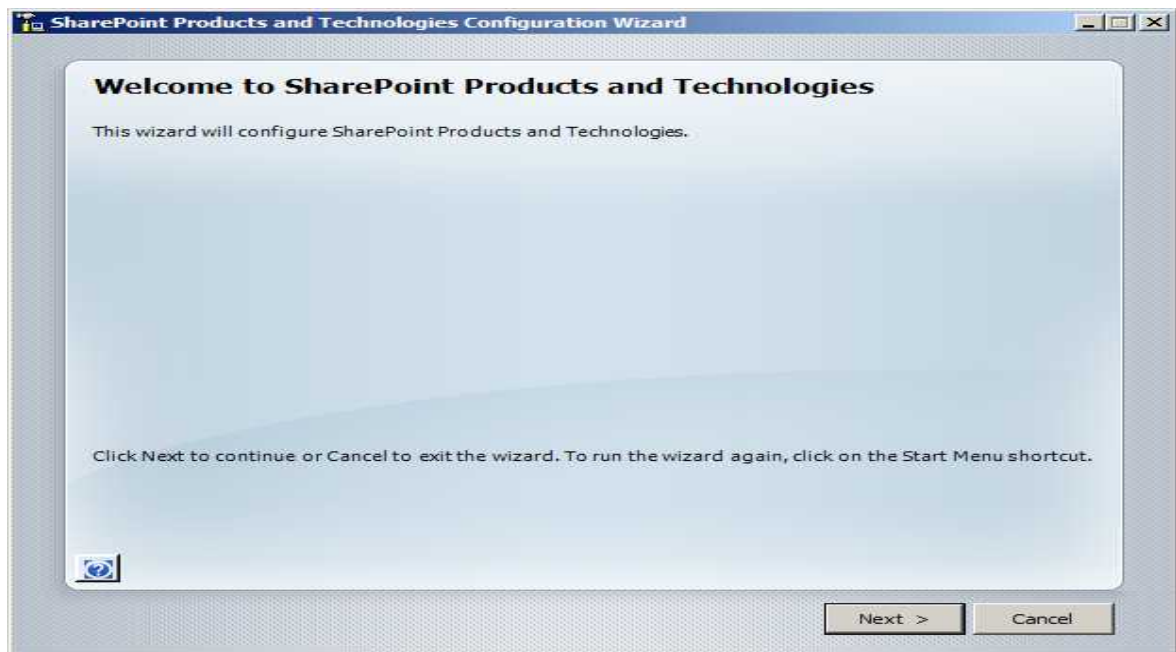 SharePoint Products and Technologies Configuration Wizard
Welcome to SharePoint Products and Technologies
This wizard will configure SharePoint Products and Technologies.
Click Next to continue or Cancel to exit the wizard. To run the wizard again, click on the Start Menu shortcut.
Next >
Cancel